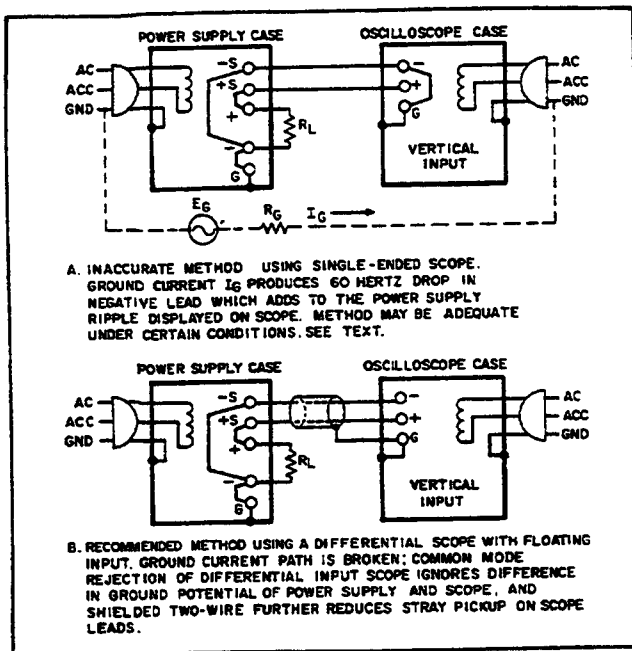 POWER SUPPLY CASE
OSCILLOSCOPE CASE
AC
ACC
GND
-S
+S
+
-
G
RL
-
+
G
VERTICAL
INPUT
AC
ACC
GND
EG
RG
IG
A. INACCURATE METHOD USING SINGLE-ENDED SCOPE.
GROUND CURRENT IG PRODUCES 60 HERTZ DROP IN
NEGATIVE LEAD WHICH ADDS TO THE POWER SUPPLY
RIPPLE DISPLAYED ON SCOPE. METHOD MAY BE ADEQUATE
UNDER CERTAIN CONDITIONS. SEE TEXT.
POWER SUPPLY CASE
OSCILLOSCOPE CASE
AC
ACC
GND
-S
+S
+
-
G
RL
-
+
G
VERTICAL
INPUT
AC
ACC
GND
B. RECOMMENDED METHOD USING A DIFFERENTIAL SCOPE WITH FLOATING
INPUT. GROUND CURRENT PATH IS BROKEN; COMMON MODE
REJECTION OF DIFFERENTIAL INPUT SCOPE IGNORES DIFFERENCE
IN GROUND POTENTIAL OF POWER SUPPLY AND SCOPE, AND
SHIELDED TWO-WIRE FURTHER REDUCES STRAY PICKUP ON SCOPE
LEADS.